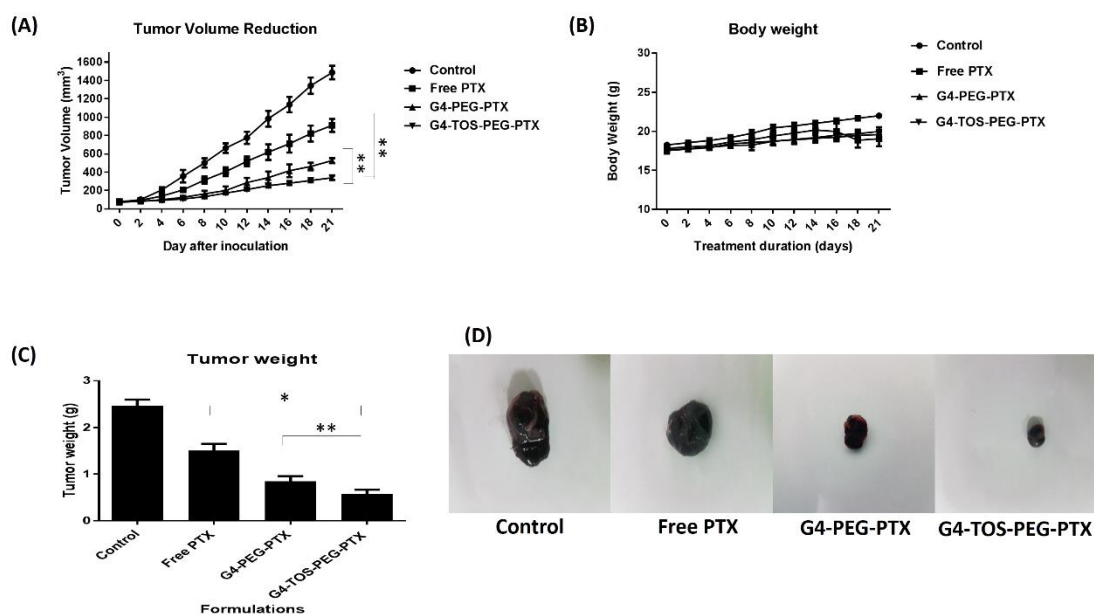 (A)
Tumor Volume Reduction
Tumor Volume (mm³)
1600
1400
1200
1000
800
600
400
200
0
0 2 4 6 8 10 12 14 16 18 21
Day after inoculation
Control
Free PTX
G4-PEG-PTX
G4-TOS-PEG-PTX
**
**
(B)
Body weight
Body Weight (g)
30
25
20
15
10
0 2 4 6 8 10 12 14 16 18 21
Treatment duration (days)
Control
Free PTX
G4-PEG-PTX
G4-TOS-PEG-PTX
(C)
Tumor weight
Tumor weight (g)
3
2
1
0
*
**
Control
Free PTX
G4-PEG-PTX
G4-TOS-PEG-PTX
Formulations
(D)
Control
Free PTX
G4-PEG-PTX
G4-TOS-PEG-PTX